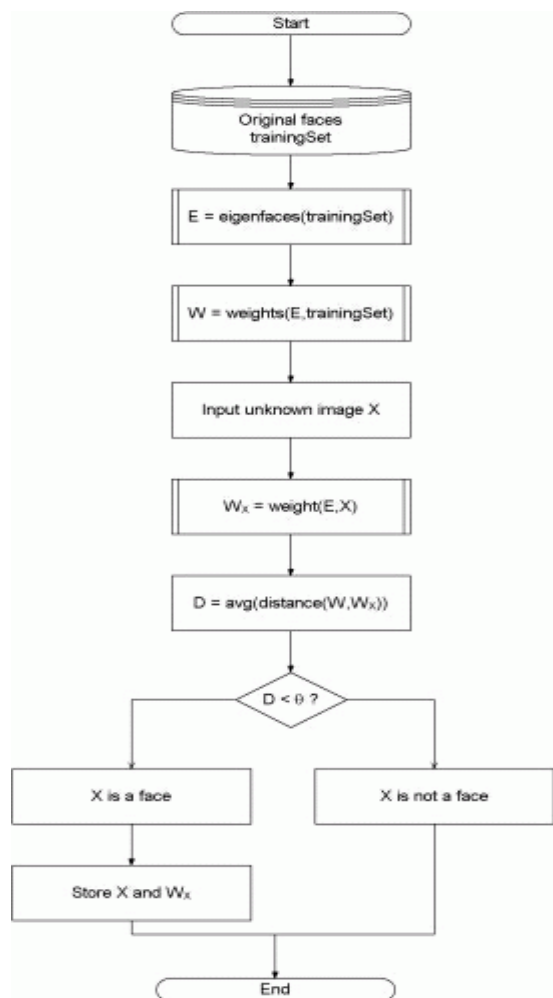 Start
Original faces
trainingSet
E = eigenfaces(trainingSet)
W = weights(E,trainingSet)
Input unknown image X
Wₓ = weight(E,X)
D = avg(distance(W,Wₓ))
D < θ ?
X is a face
X is not a face
Store X and Wₓ
End